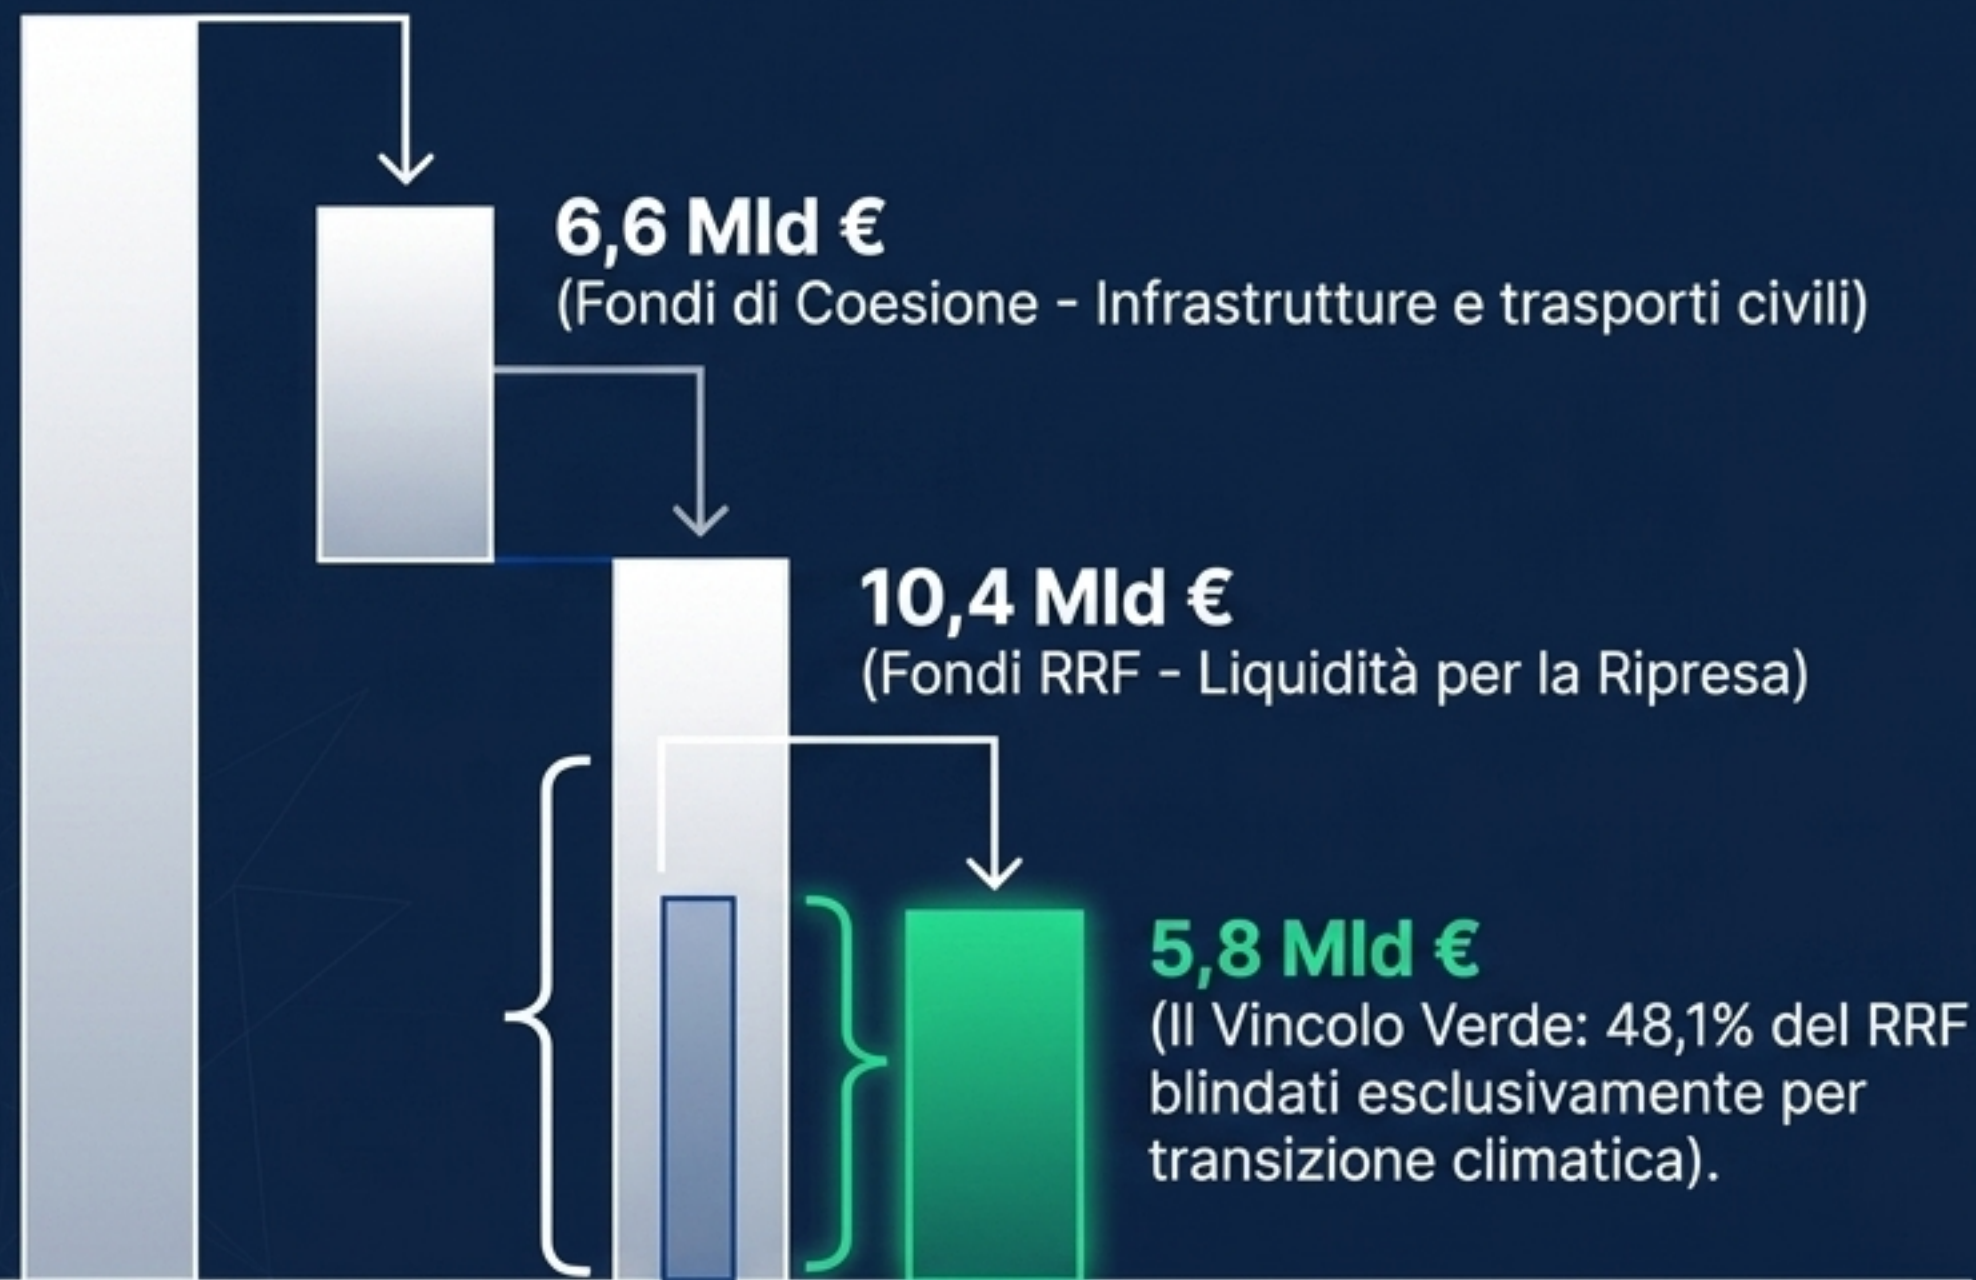 6,6 Mld €
(Fondi di Coesione - Infrastrutture e trasporti civili)
10,4 Mld €
(Fondi RRF - Liquidità per la Ripresa)
5,8 Mld €
(Il Vincolo Verde: 48,1% del RRF
blindati esclusivamente per
transizione climatica).